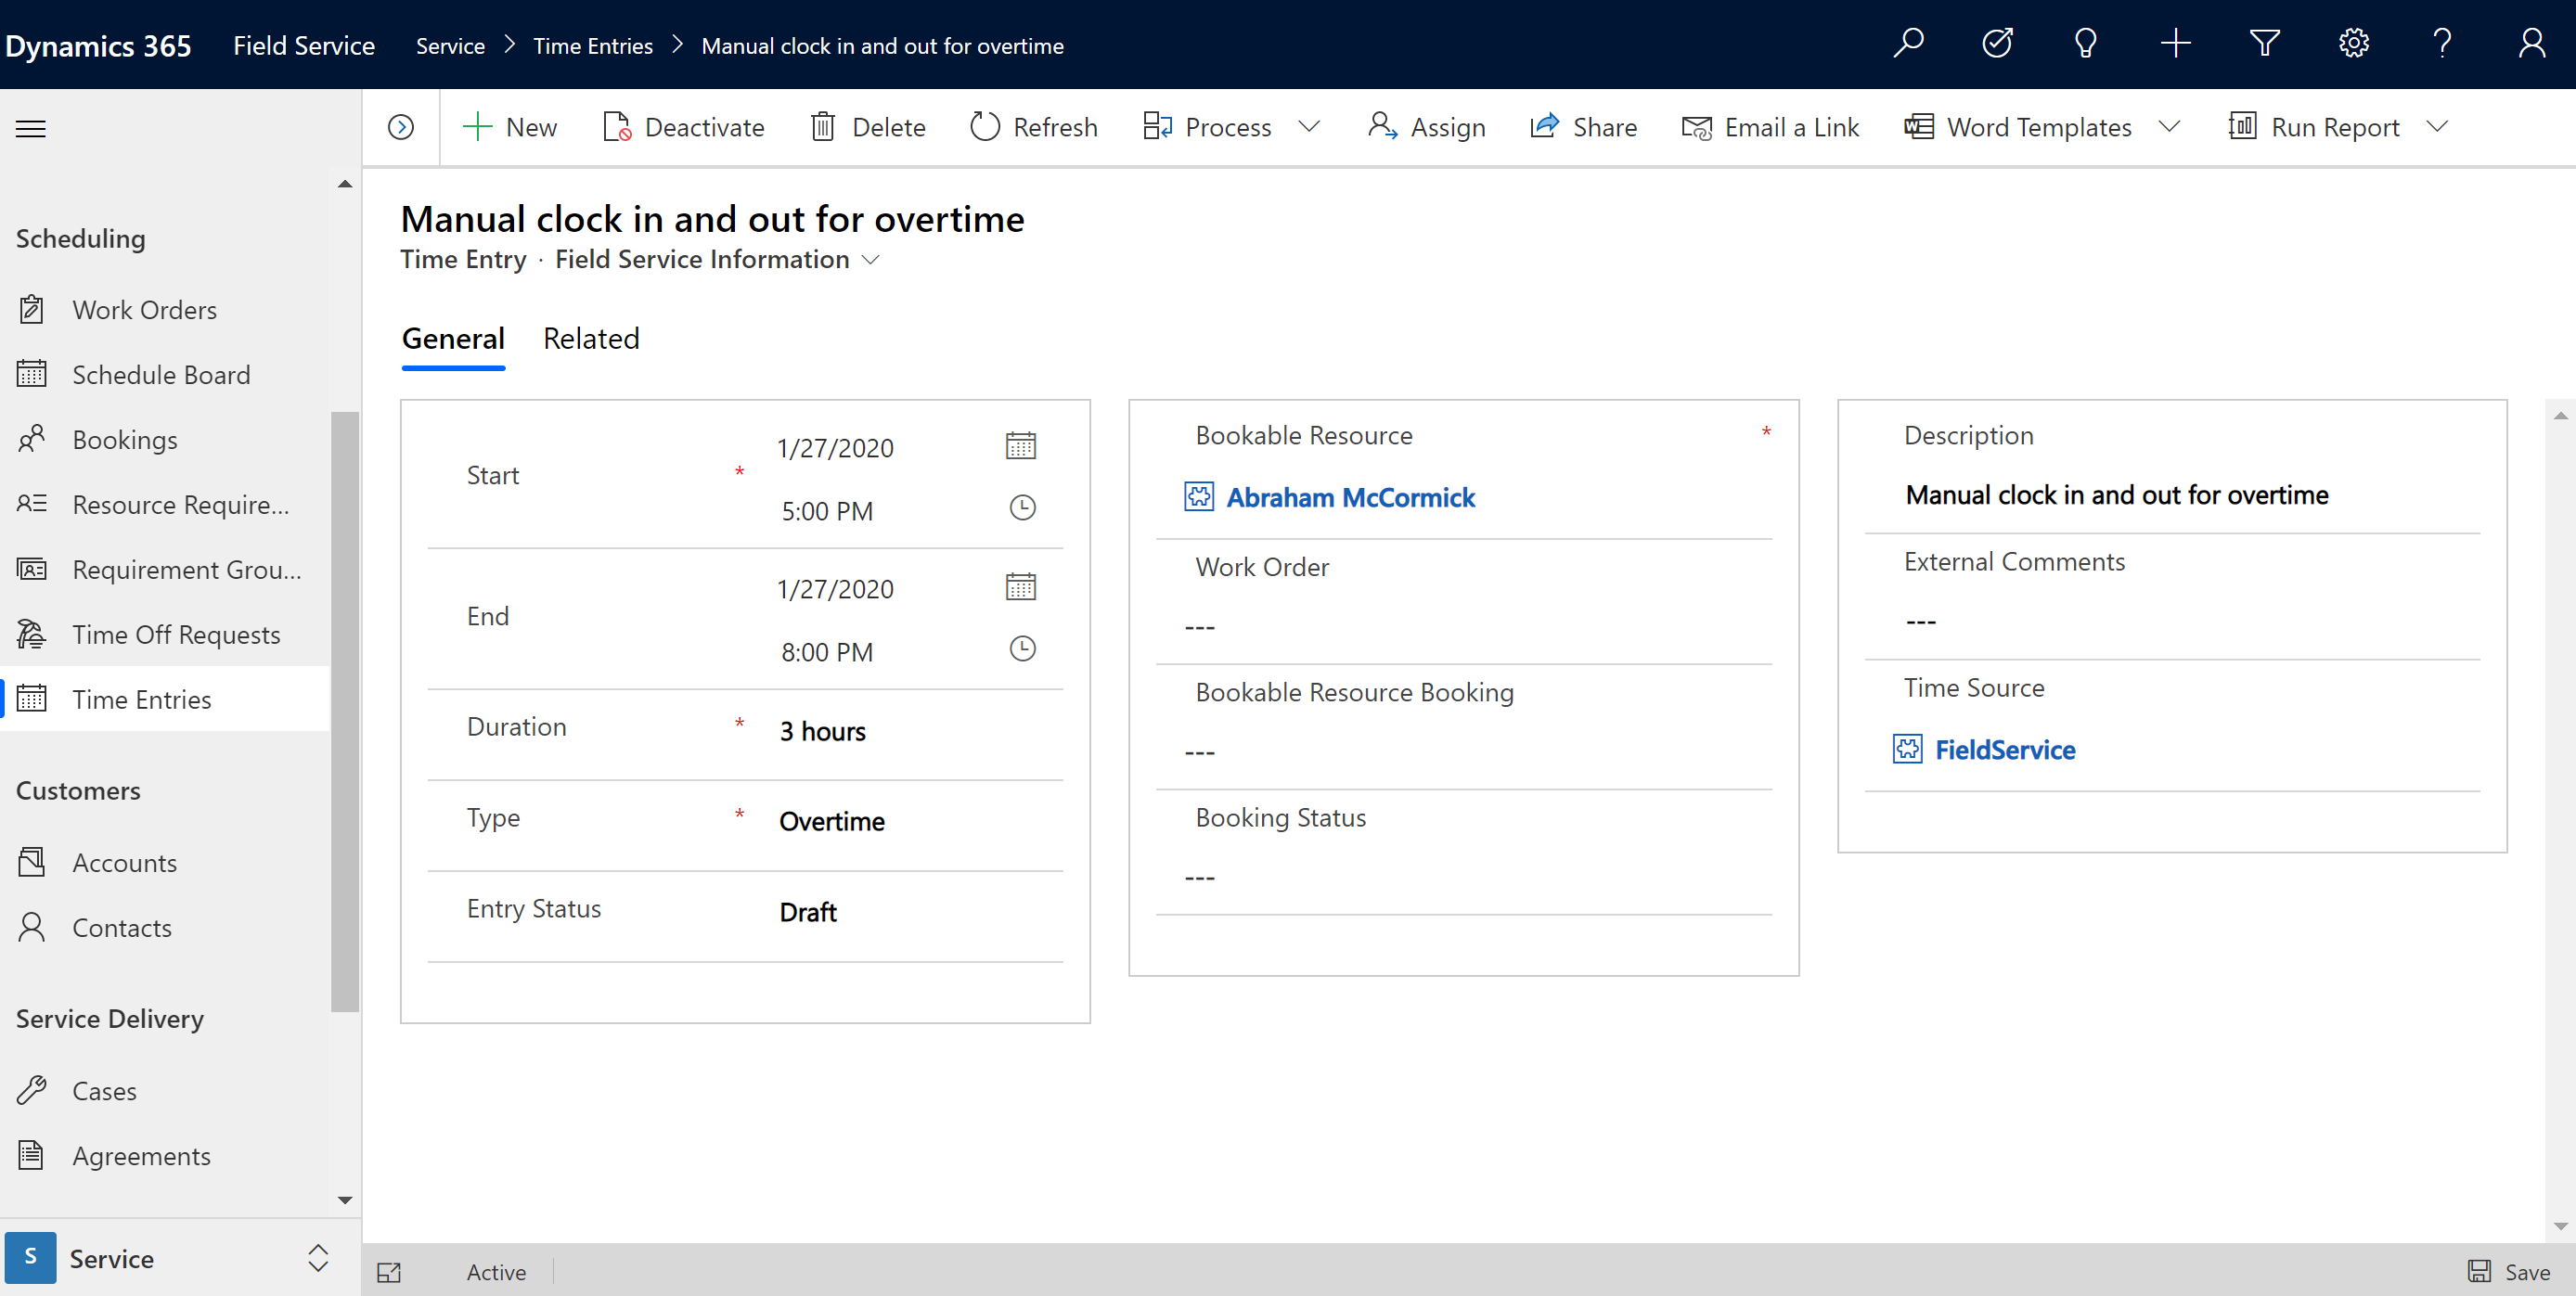 Dynamics 365 Field Service Service > Time Entries > Manual clock in and out for overtime
New Deactivate Delete Refresh Process Assign Share Email a Link Word Templates Run Report
Scheduling
Work Orders
Schedule Board
Bookings
Resource Require...
Requirement Grou...
Time Off Requests
Time Entries
Customers
Accounts
Contacts
Service Delivery
Cases
Agreements
S Service
Manual clock in and out for overtime
Time Entry · Field Service Information
General Related
Start * 1/27/2020
5:00 PM
End 1/27/2020
8:00 PM
Duration * 3 hours
Type * Overtime
Entry Status Draft
Bookable Resource *
Abraham McCormick
Work Order
---
Bookable Resource Booking
---
Booking Status
---
Description
Manual clock in and out for overtime
External Comments
---
Time Source
FieldService
Active
Save